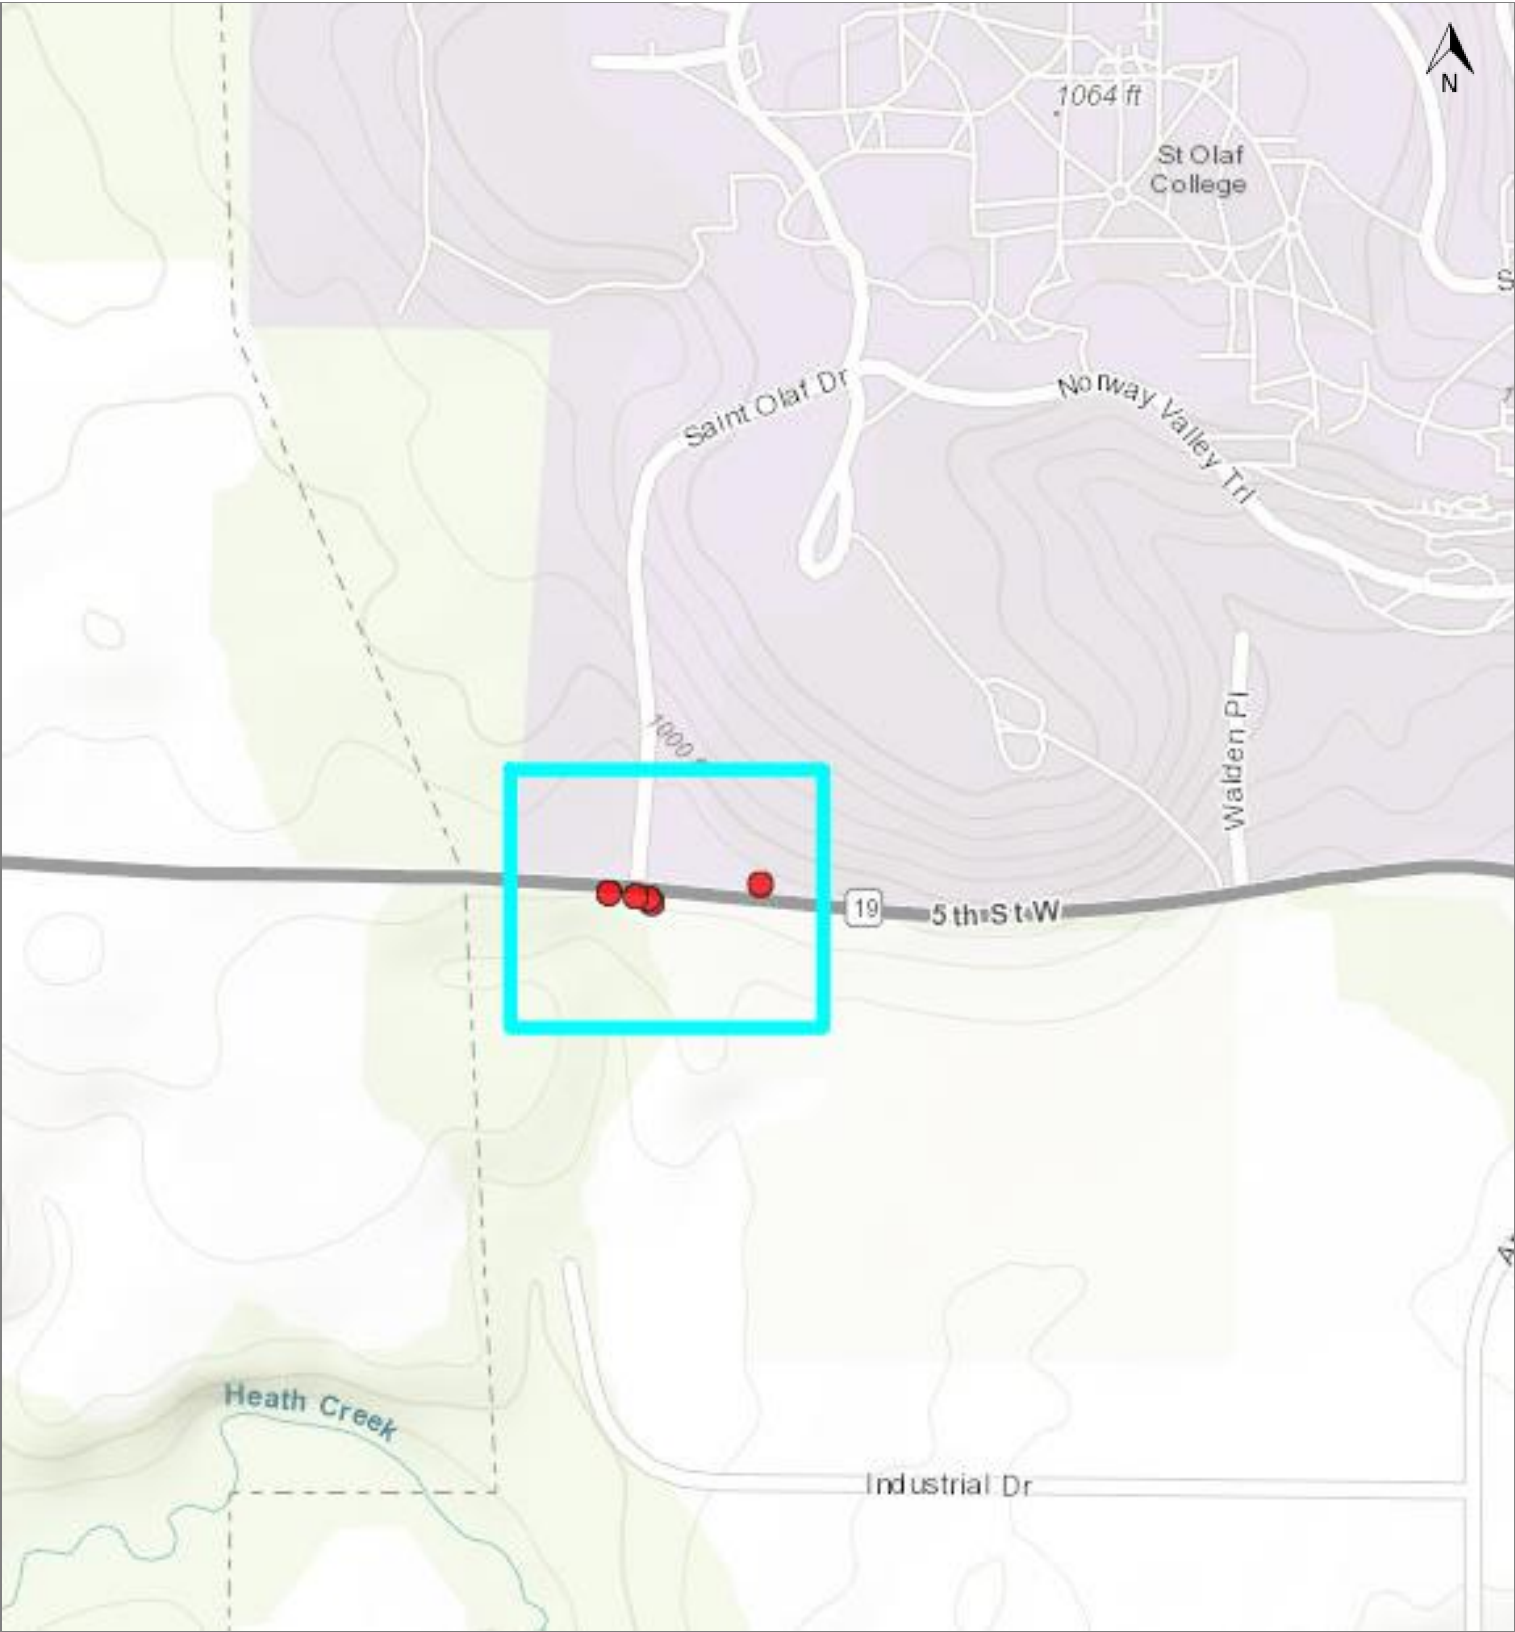 N
1064 ft
St Olaf
College
Saint Olaf Dr
Norway Valley Trl
Walden Pl
1000
19
5th St W
Heath Creek
Industrial Dr